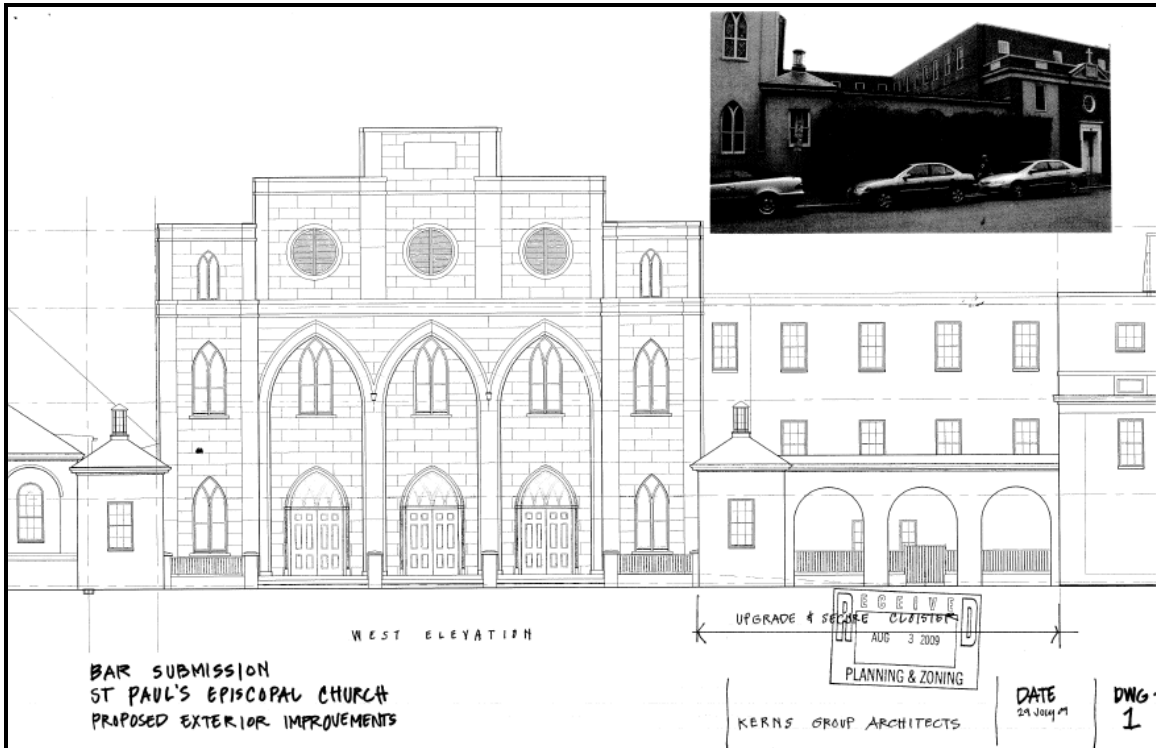 WEST ELEVATION
UPGRADE & SECURE CLOISTER
RECEIVED
AUG 3 2009
PLANNING & ZONING
BAR SUBMISSION
ST PAUL'S EPISCOPAL CHURCH
PROPOSED EXTERIOR IMPROVEMENTS
KERNS GROUP ARCHITECTS
DATE
29 JULY 09
DWG
1